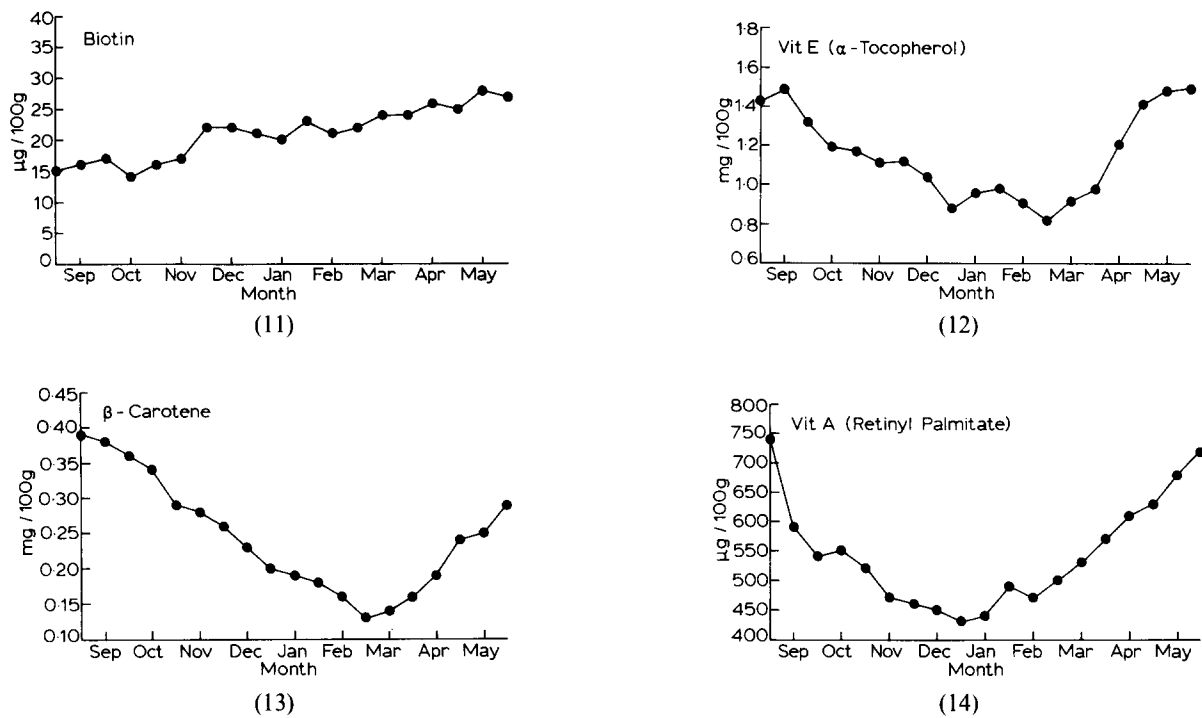 Biotin
40
35
30
25
20
15
10
5
0
µg / 100g
Sep Oct Nov Dec Jan Feb Mar Apr May
Month
(11)
Vit E (α-Tocopherol)
1·8
1·6
1·4
1·2
1·0
0·8
0·6
mg / 100g
Sep Oct Nov Dec Jan Feb Mar Apr May
Month
(12)
β-Carotene
0·45
0·40
0·35
0·30
0·25
0·20
0·15
0·10
mg / 100g
Sep Oct Nov Dec Jan Feb Mar Apr May
Month
(13)
Vit A (Retinyl Palmitate)
800
750
700
650
600
550
500
450
400
µg / 100g
Sep Oct Nov Dec Jan Feb Mar Apr May
Month
(14)